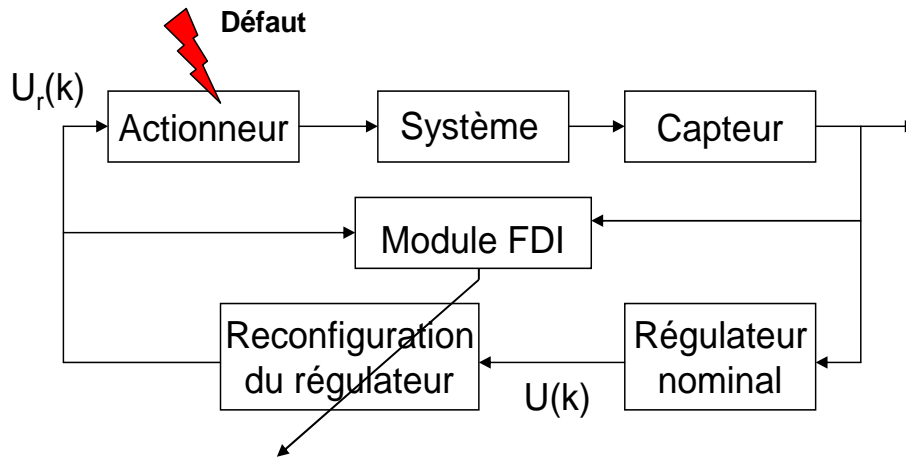 Défaut
U_r(k)
Actionneur
Système
Capteur
Module FDI
Reconfiguration
du régulateur
U(k)
Régulateur
nominal